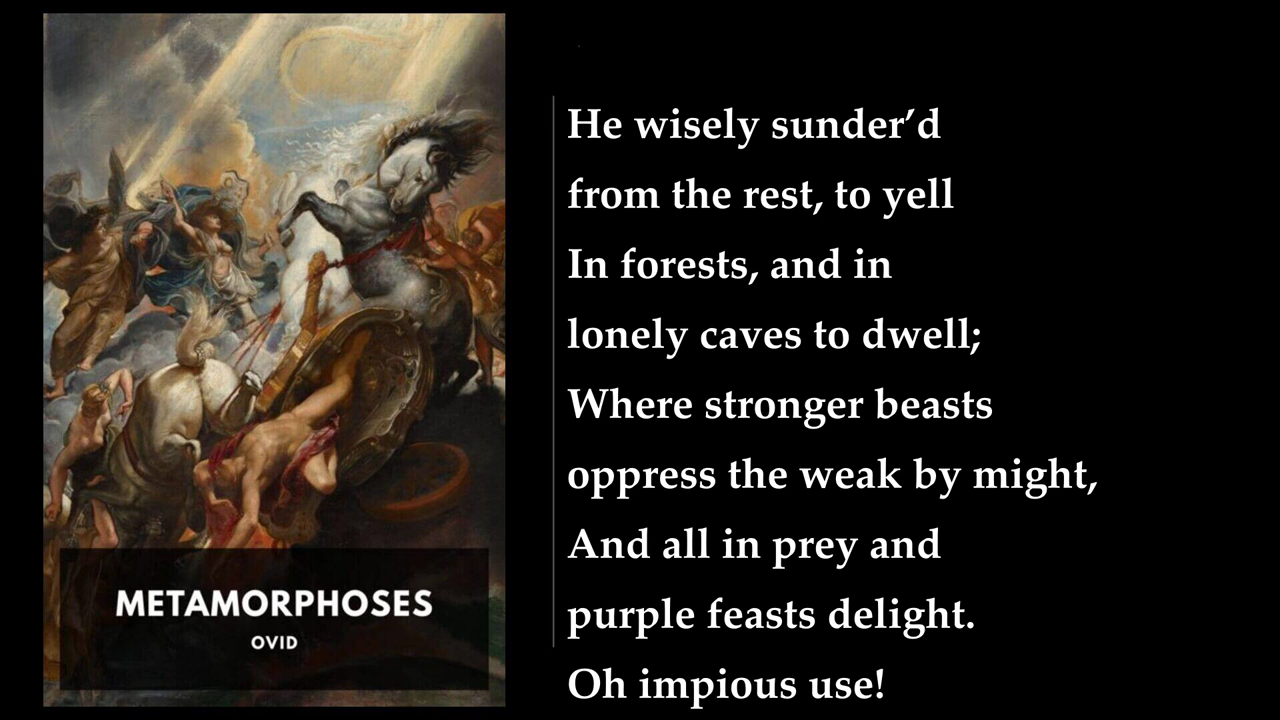 METAMORPHOSES
OVID
He wisely sunder’d
from the rest, to yell
In forests, and in
lonely caves to dwell;
Where stronger beasts
oppress the weak by might,
And all in prey and
purple feasts delight.
Oh impious use!